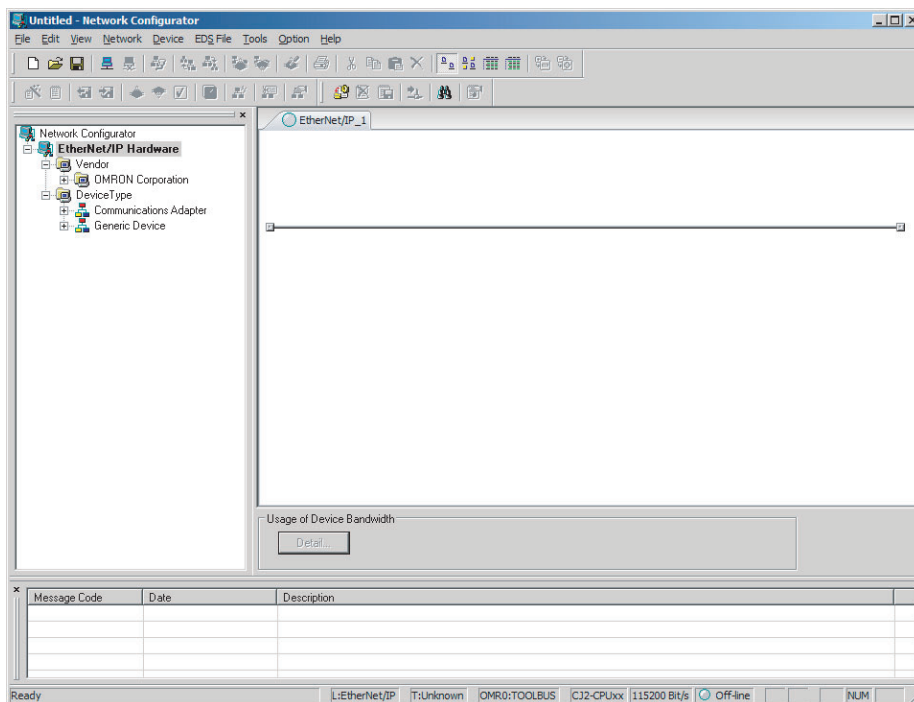 Untitled - Network Configurator
File Edit View Network Device EDS File Tools Option Help
Network Configurator
EtherNet/IP Hardware
Vendor
OMRON Corporation
DeviceType
Communications Adapter
Generic Device
EtherNet/IP_1
Usage of Device Bandwidth
Detail...
Message Code Date Description
Ready L:EtherNet/IP T:Unknown OMR0:TOOLBUS CJ2-CPUxx 115200 Bit/s Off-line NUM